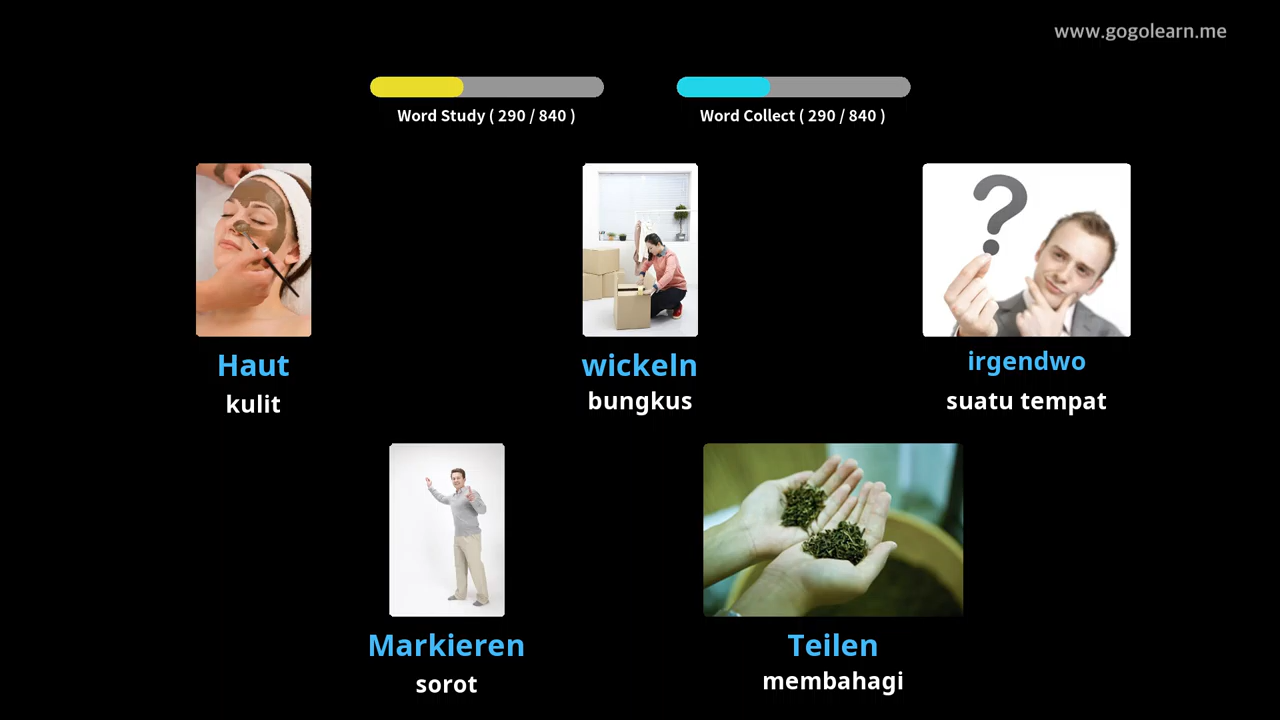 www.gogolearn.me
Word Study ( 290 / 840 )
Word Collect ( 290 / 840 )
Haut
kulit
wickeln
bungkus
irgendwo
suatu tempat
Markieren
sorot
Teilen
membahagi